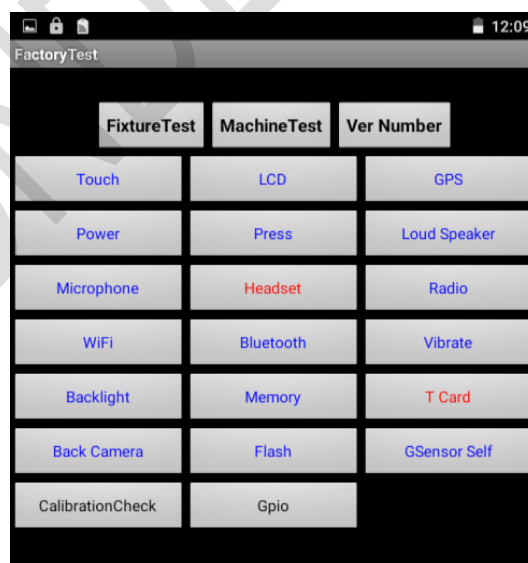 12:09
FactoryTest
FixtureTest MachineTest Ver Number
Touch LCD GPS
Power Press Loud Speaker
Microphone Headset Radio
WiFi Bluetooth Vibrate
Backlight Memory T Card
Back Camera Flash GSensor Self
CalibrationCheck Gpio